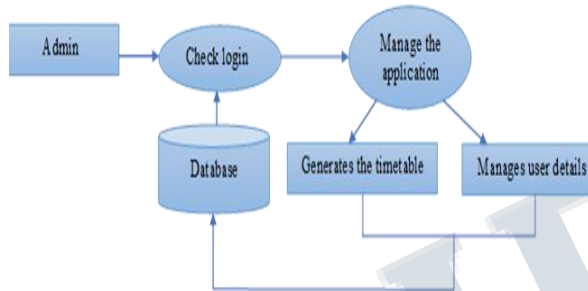 Admin
Check login
Manage the
application
Database
Generates the timetable
Manages user details